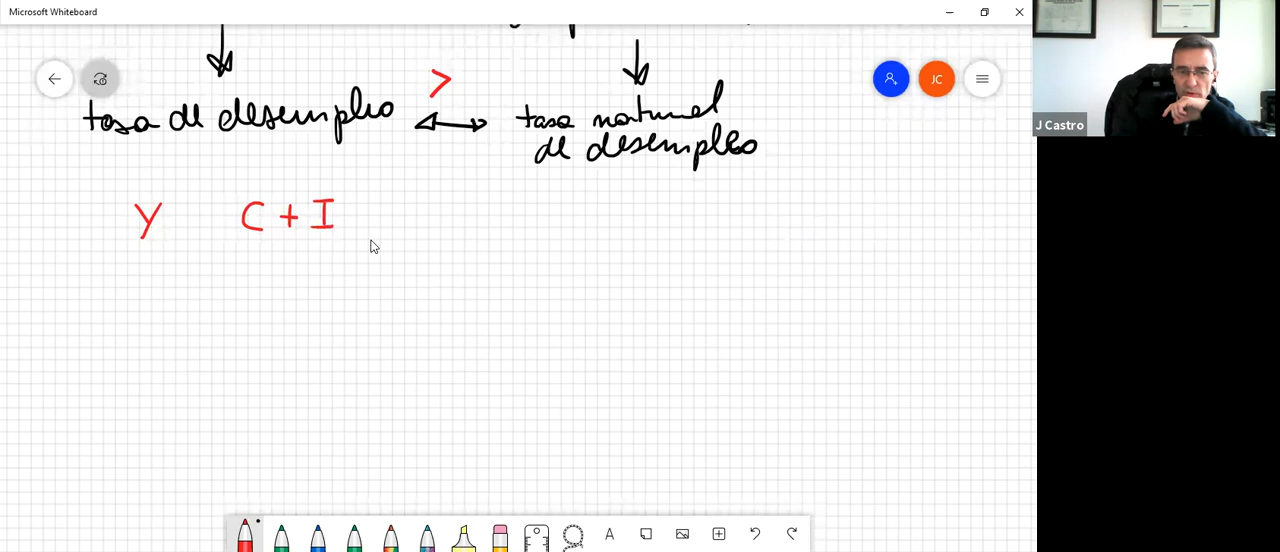 Microsoft Whiteboard
>
tasa de desempleo
tasa natural
de desempleo
JC
J Castro
Y C + I
A